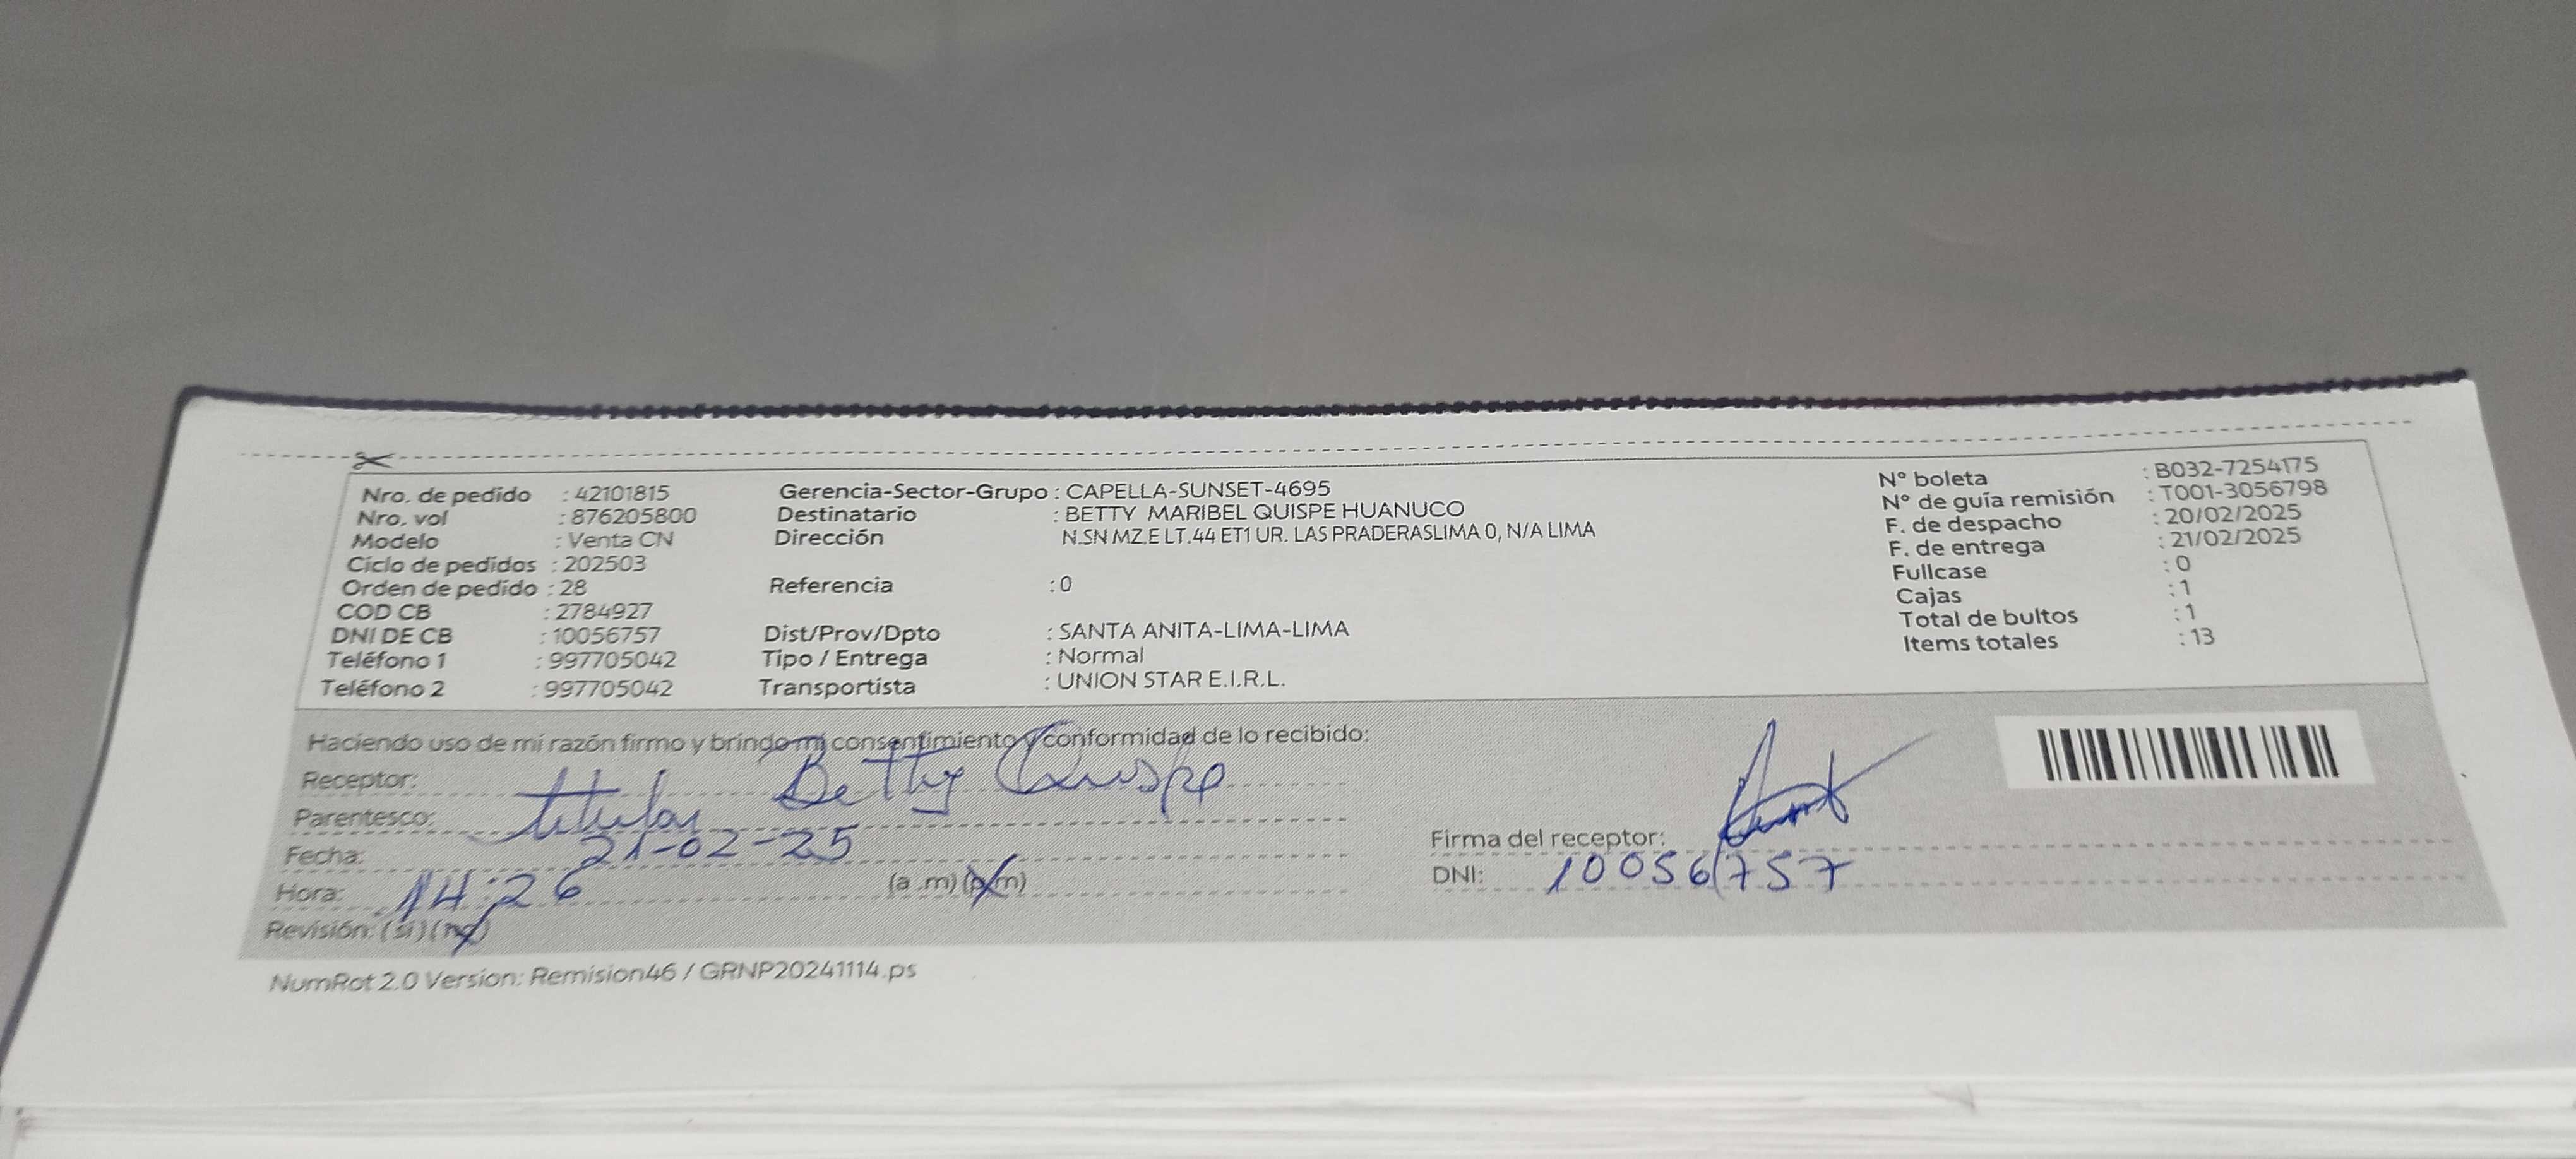 Nro. de pedido : 42101815 Gerencia-Sector-Grupo : CAPELLA-SUNSET-4695 N° boleta : B032-7254175
Nro. vol : 876205800 Destinatario : BETTY MARIBEL QUISPE HUANUCO N° de guía remisión : T001-3056798
Modelo : Venta CN Dirección N.SN MZ.E LT.44 ET1 UR. LAS PRADERASLIMA 0, N/A LIMA F. de despacho : 20/02/2025
Ciclo de pedidos : 202503 F. de entrega : 21/02/2025
Orden de pedido : 28 Referencia : 0 Fullcase : 0
COD CB : 2784927 Cajas : 1
DNI DE CB : 10056757 Dist/Prov/Dpto : SANTA ANITA-LIMA-LIMA Total de bultos : 1
Teléfono 1 : 997705042 Tipo / Entrega : Normal Items totales : 13
Teléfono 2 : 997705042 Transportista : UNION STAR E.I.R.L.
Haciendo uso de mi razón firmo y brindo mi consentimiento y conformidad de lo recibido:
Receptor: Betty Quispe
Parentesco: titular
Fecha: 21-02-25 Firma del receptor:
Hora: 14:26 (a .m) (p.m) DNI: 10056757
Revisión: (si) (no)
NumRot 2.0 Version: Remision46 / GRNP20241114.ps